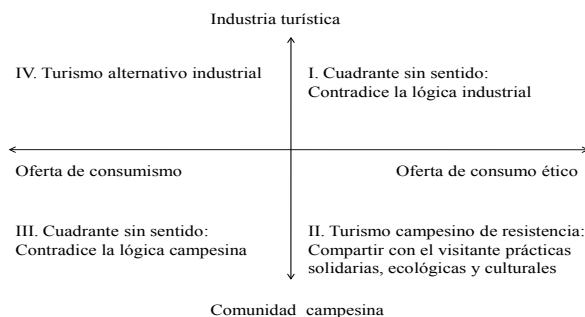 Industria turística
IV. Turismo alternativo industrial
I. Cuadrante sin sentido:
Contradice la lógica industrial
Oferta de consumismo
Oferta de consumo ético
III. Cuadrante sin sentido:
Contradice la lógica campesina
II. Turismo campesino de resistencia:
Compartir con el visitante prácticas
solidarias, ecológicas y culturales
Comunidad campesina